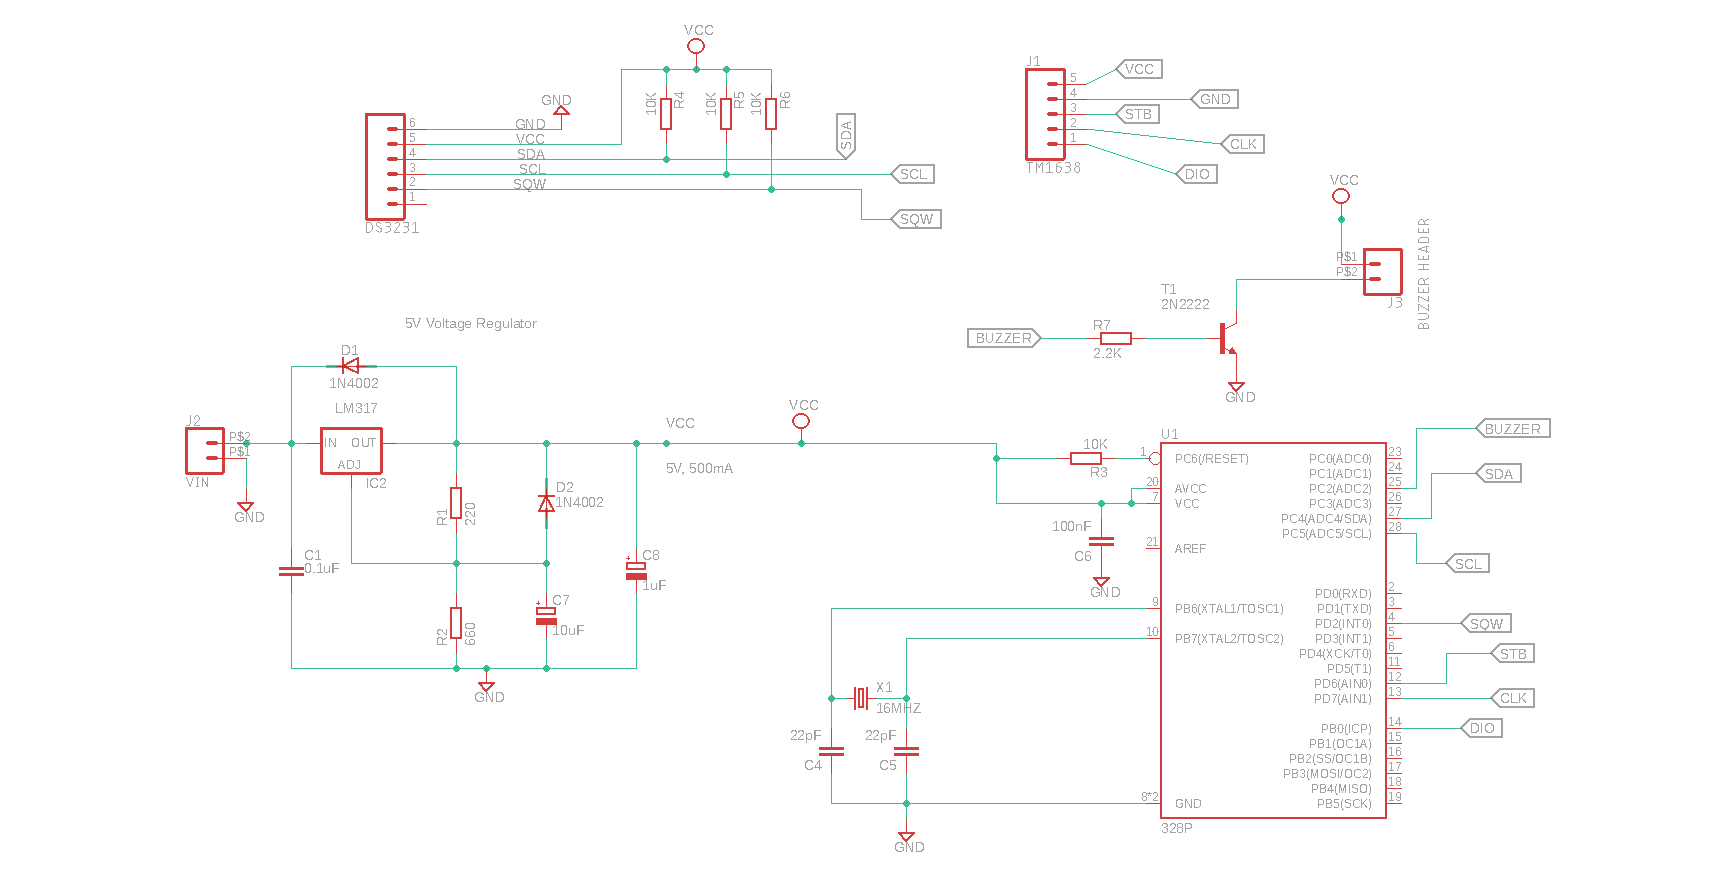 VCC
GND
10K
R4
10K
R5
10K
R6
SDA
GND
VCC
SDA
SCL
SQW
6
5
4
3
2
1
DS3231
SCL
SQW
J1
5
4
3
2
1
TM1638
VCC
GND
STB
CLK
DIO
VCC
P$1
P$2
J3
BUZZER HEADER
T1
2N2222
BUZZER
R7
2.2K
GND
5V Voltage Regulator
D1
1N4002
LM317
J2
P$2
P$1
VIN
GND
IN
OUT
ADJ
IC2
R1
220
D2
1N4002
C1
0.1uF
R2
660
C7
10uF
C8
1uF
GND
VCC
5V, 500mA
VCC
10K
R3
100nF
C6
GND
U1
1
PC6(/RESET)
20
AVCC
7
VCC
21
AREF
9
PB6(XTAL1/TOSC1)
10
PB7(XTAL2/TOSC2)
8*2
GND
328P
PC0(ADC0)
23
PC1(ADC1)
24
PC2(ADC2)
25
PC3(ADC3)
26
PC4(ADC4/SDA)
27
PC5(ADC5/SCL)
28
PD0(RXD)
2
PD1(TXD)
3
PD2(INT0)
4
PD3(INT1)
5
PD4(XCK/T0)
6
PD5(T1)
11
PD6(AIN0)
12
PD7(AIN1)
13
PB0(ICP)
14
PB1(OC1A)
15
PB2(SS/OC1B)
16
PB3(MOSI/OC2)
17
PB4(MISO)
18
PB5(SCK)
19
BUZZER
SDA
SCL
SQW
STB
CLK
DIO
X1
16MHZ
22pF
C4
22pF
C5
GND